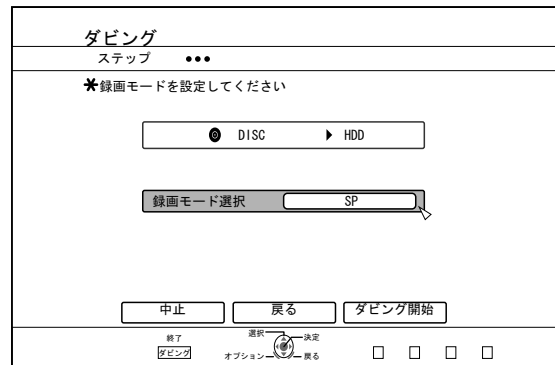 ダビング
ステップ
録画モードを設定してください
DISC HDD
録画モード選択 SP
中止 戻る ダビング開始
終了 選択 決定
ダビング オプション 戻る